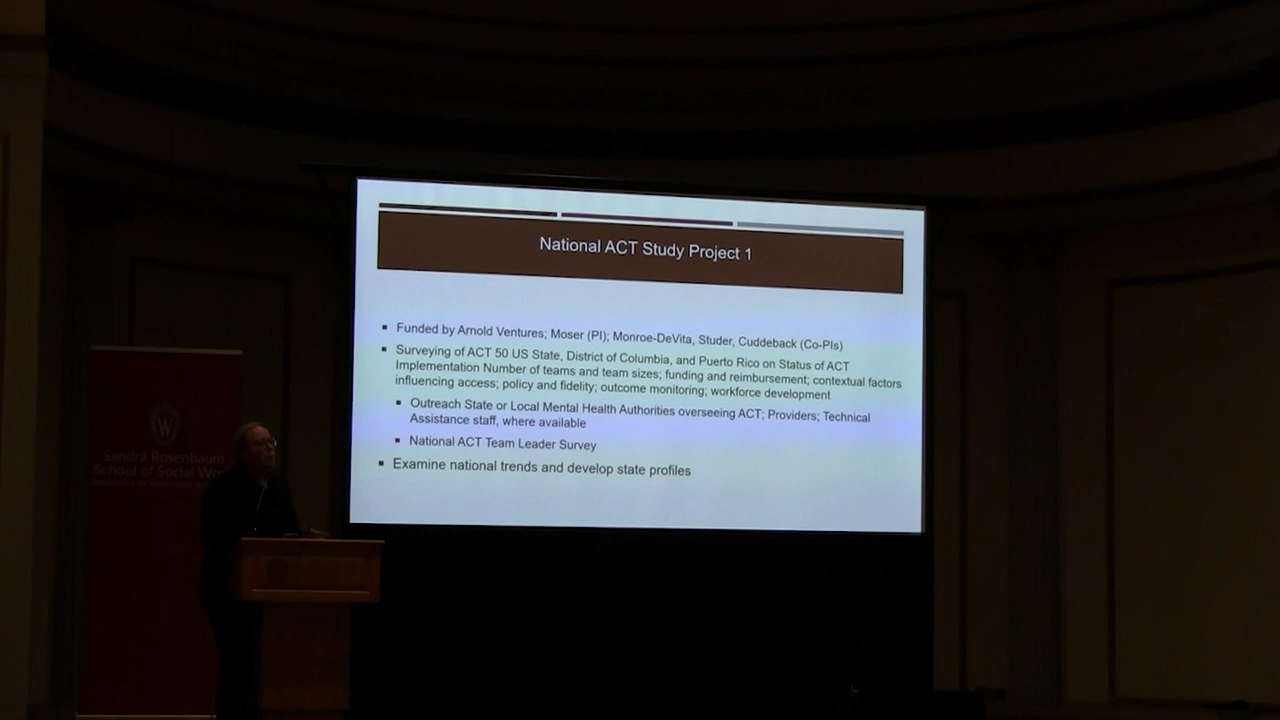 National ACT Study Project 1
Funded by Arnold Ventures; Moser (PI); Monroe-DeVita, Studer, Cuddeback (Co-PIs)
Surveying of ACT 50 US State, District of Columbia, and Puerto Rico on Status of ACT
Implementation Number of teams and team sizes; funding and reimbursement; contextual factors
influencing access; policy and fidelity; outcome monitoring; workforce development
Outreach State or Local Mental Health Authorities overseeing ACT; Providers; Technical
Assistance staff, where available
National ACT Team Leader Survey
Examine national trends and develop state profiles
W
Sandra Rosenbaum
School of Social